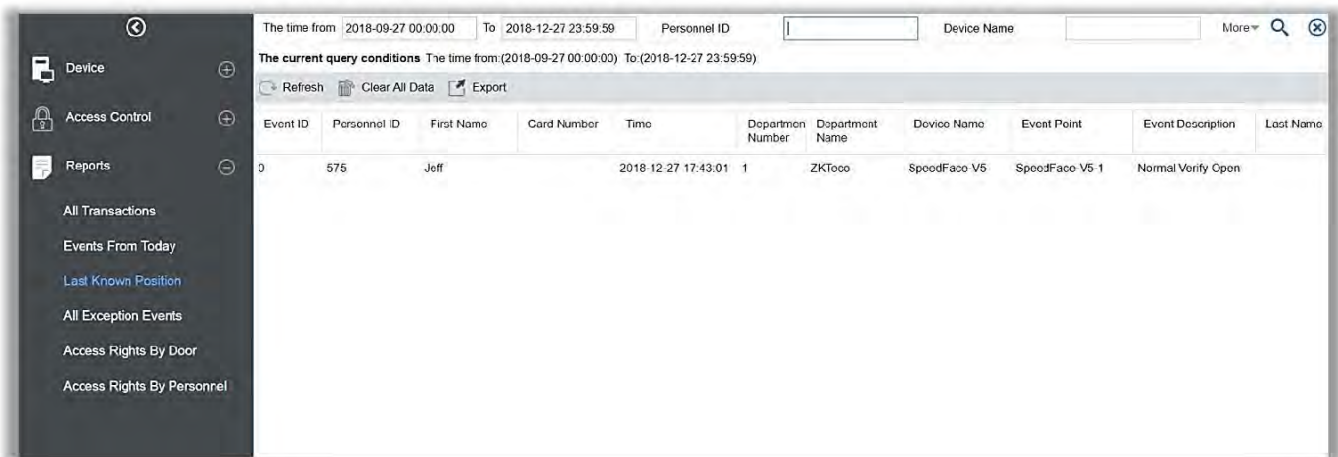 The time from 2018-09-27 00:00:00 To 2018-12-27 23:59:59 Personnel ID Device Name More
The current query conditions The time from:(2018-09-27 00:00:00) To:(2018-12-27 23:59:59)
Refresh Clear All Data Export
Event ID Personnel ID First Name Card Number Time Departmen Number Department Name Device Name Event Point Event Description Last Name
0 575 Jeff 2018-12-27 17:43:01 1 ZKTeco SpeedFace-V5 SpeedFace-V5-1 Normal Verify Open
Device
Access Control
Reports
All Transactions
Events From Today
Last Known Position
All Exception Events
Access Rights By Door
Access Rights By Personnel